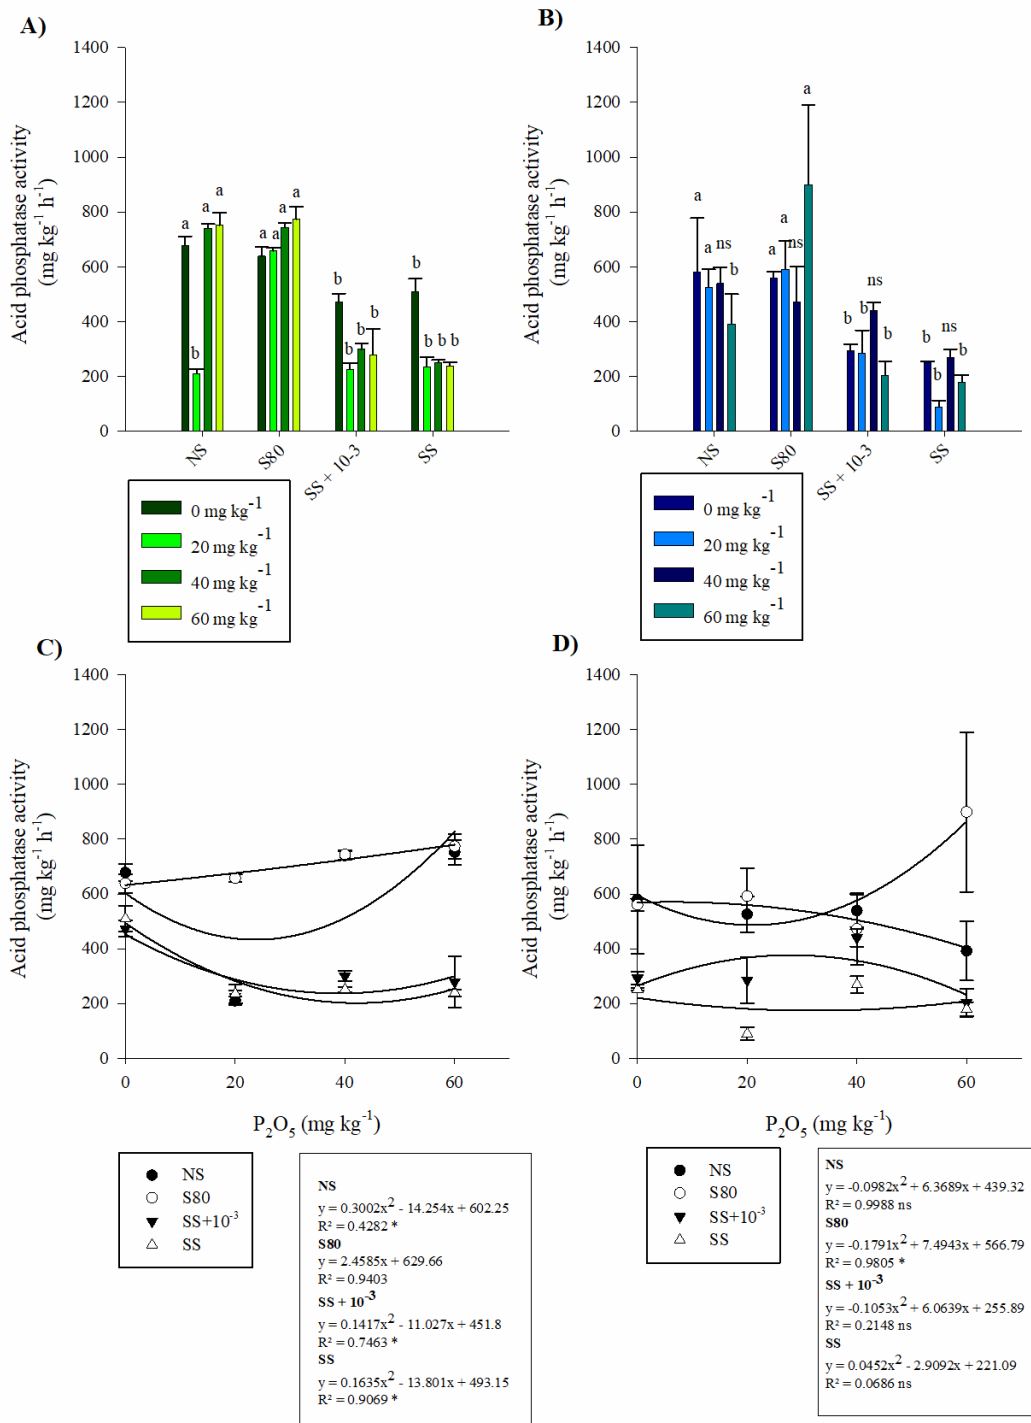 A)
Acid phosphatase activity
(mg kg⁻¹ h⁻¹)
1400
1200
1000
800
600
400
200
0
a
b
a
a
a
a
a
a
b
b
b
b
b
b
b
b
NS
S80
SS + 10-3
SS
0 mg kg⁻¹
20 mg kg⁻¹
40 mg kg⁻¹
60 mg kg⁻¹
B)
Acid phosphatase activity
(mg kg⁻¹ h⁻¹)
1400
1200
1000
800
600
400
200
0
a
a
ns
b
a
a
ns
a
b
b
ns
b
b
b
ns
b
NS
S80
SS + 10-3
SS
0 mg kg⁻¹
20 mg kg⁻¹
40 mg kg⁻¹
60 mg kg⁻¹
C)
Acid phosphatase activity
(mg kg⁻¹ h⁻¹)
1400
1200
1000
800
600
400
200
0
0
20
40
60
P₂O₅ (mg kg⁻¹)
NS
S80
SS+10⁻³
SS
NS
y = 0.3002x² - 14.254x + 602.25
R² = 0.4282 *
S80
y = 2.4585x + 629.66
R² = 0.9403
SS + 10⁻³
y = 0.1417x² - 11.027x + 451.8
R² = 0.7463 *
SS
y = 0.1635x² - 13.801x + 493.15
R² = 0.9069 *
D)
Acid phosphatase activity
(mg kg⁻¹ h⁻¹)
1400
1200
1000
800
600
400
200
0
0
20
40
60
P₂O₅ (mg kg⁻¹)
NS
S80
SS+10⁻³
SS
NS
y = -0.0982x² + 6.3689x + 439.32
R² = 0.9988 ns
S80
y = -0.1791x² + 7.4943x + 566.79
R² = 0.9805 *
SS + 10⁻³
y = -0.1053x² + 6.0639x + 255.89
R² = 0.2148 ns
SS
y = 0.0452x² - 2.9092x + 221.09
R² = 0.0686 ns